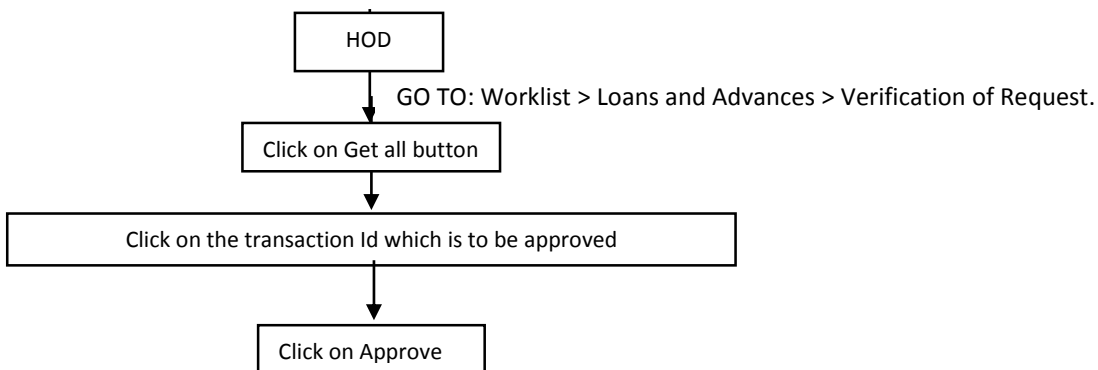 HOD
GO TO: Worklist > Loans and Advances > Verification of Request.
Click on Get all button
Click on the transaction Id which is to be approved
Click on Approve